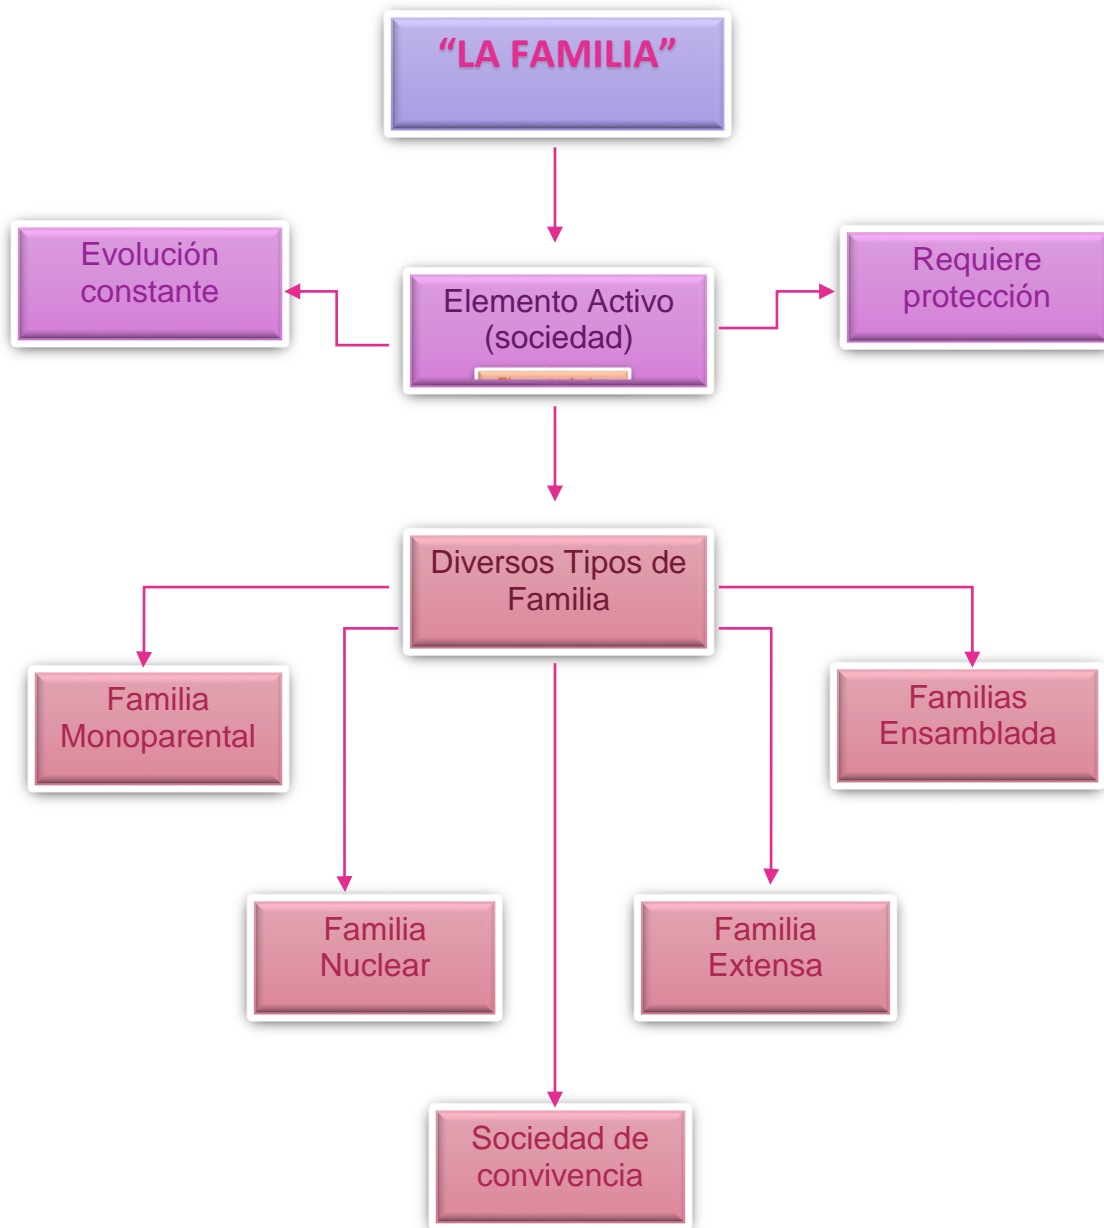 “LA FAMILIA”
Evolución
constante
Elemento Activo
(sociedad)
Requiere
protección
Diversos Tipos de
Familia
Familia
Monoparental
Familias
Ensamblada
Familia
Nuclear
Familia
Extensa
Sociedad de
convivencia